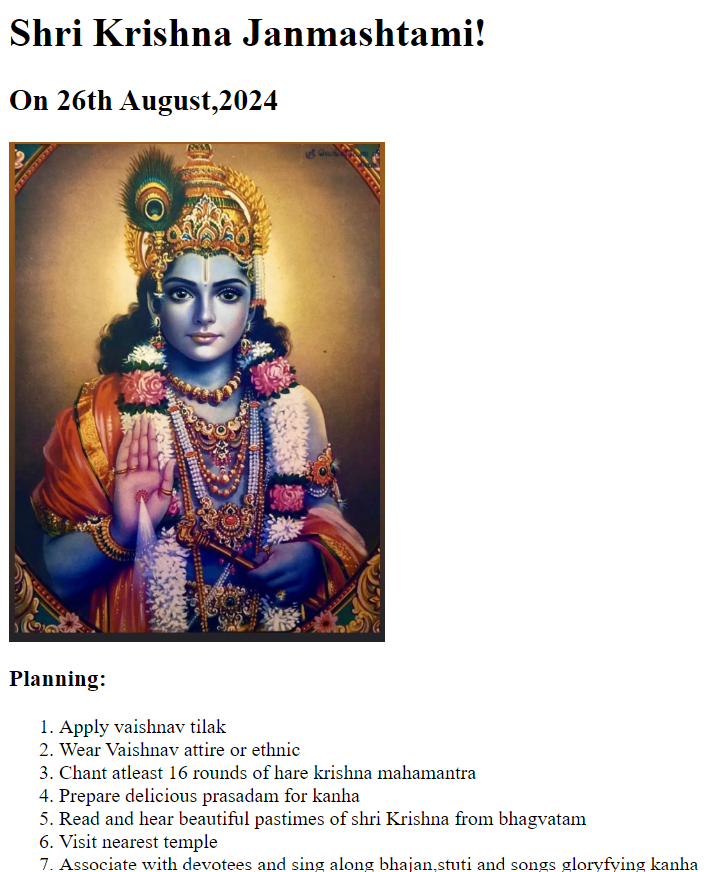 Shri Krishna Janmashtami!
On 26th August,2024
Planning:
1. Apply vaishnav tilak
2. Wear Vaishnav attire or ethnic
3. Chant atleast 16 rounds of hare krishna mahamantra
4. Prepare delicious prasadam for kanha
5. Read and hear beautiful pastimes of shri Krishna from bhagvatam
6. Visit nearest temple
7. Associate with devotees and sing along bhajan,stuti and songs gloryfying kanha